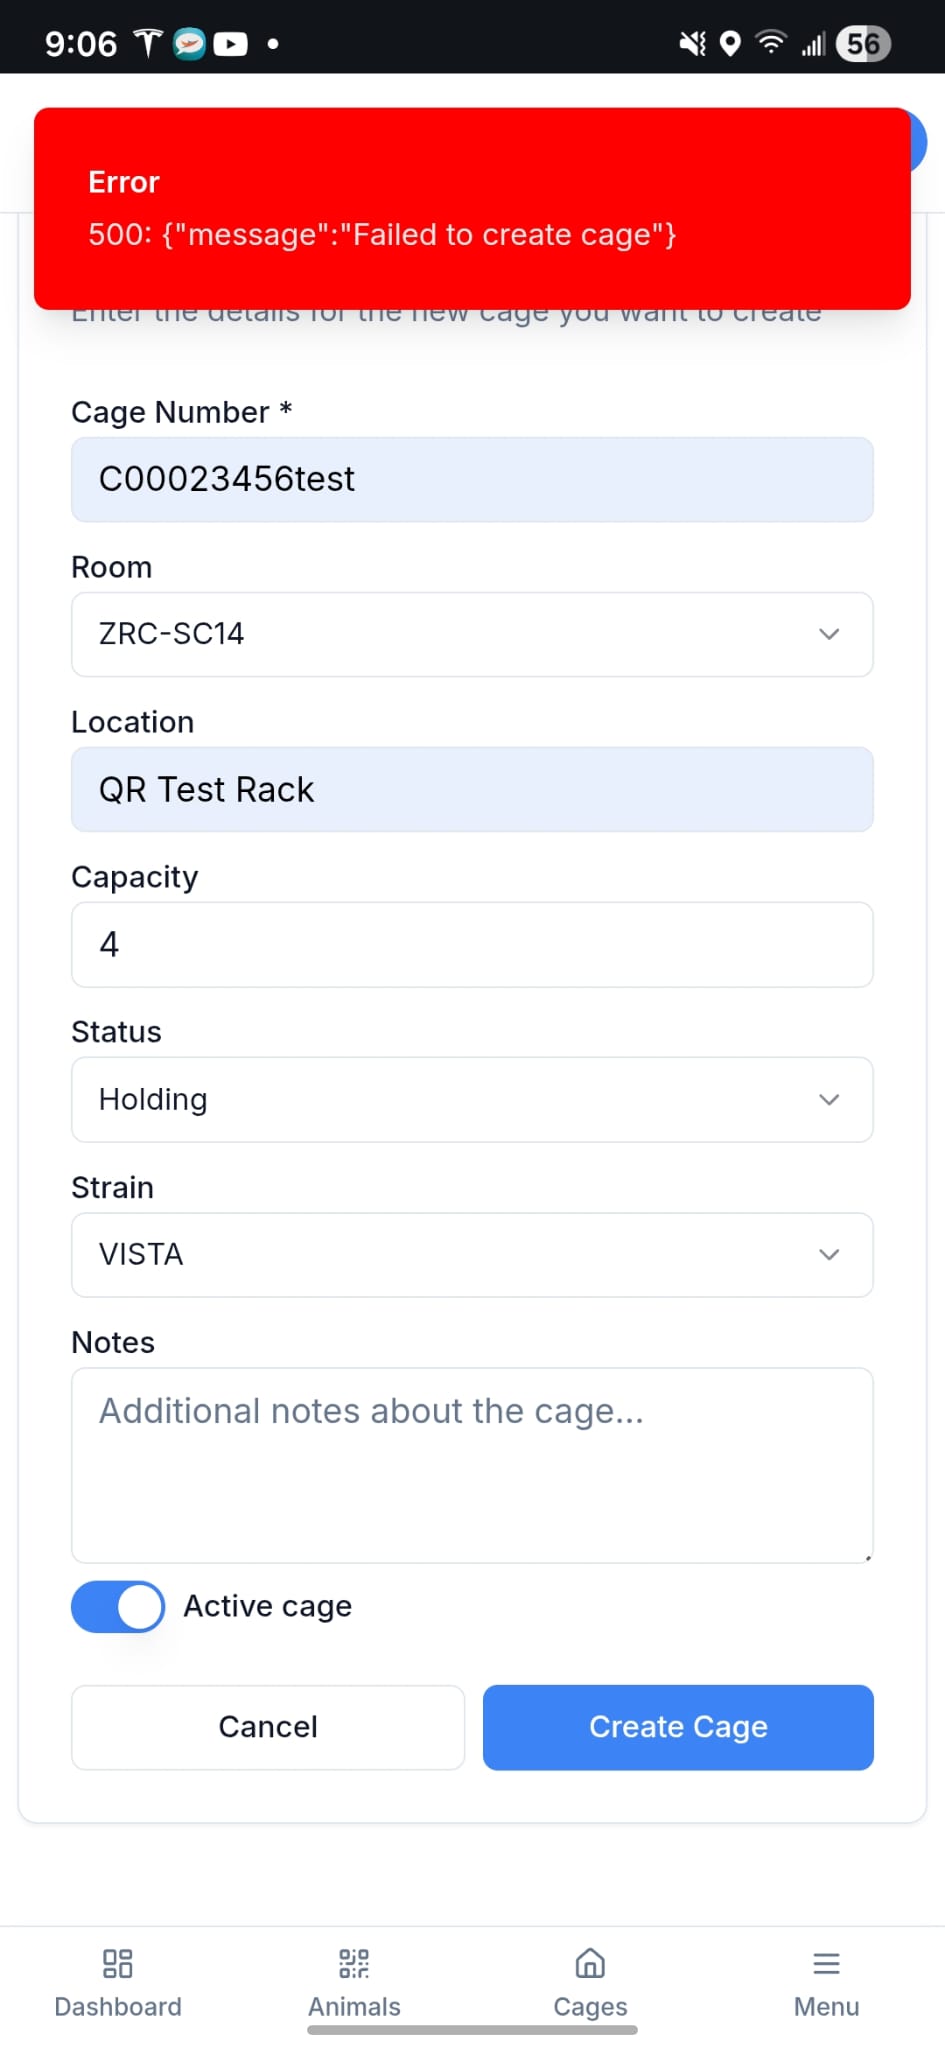 9:06
56
Error
500: {"message":"Failed to create cage"}
Enter the details for the new cage you want to create
Cage Number *
C00023456test
Room
ZRC-SC14
Location
QR Test Rack
Capacity
4
Status
Holding
Strain
VISTA
Notes
Additional notes about the cage...
Active cage
Cancel
Create Cage
Dashboard
Animals
Cages
Menu